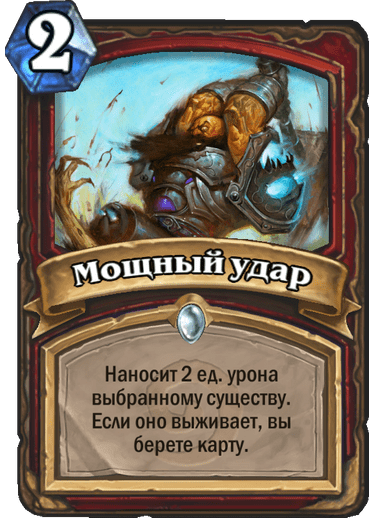 2
Мощный удар
Наносит 2 ед. урона
выбранному существу.
Если оно выживает, вы
берете карту.